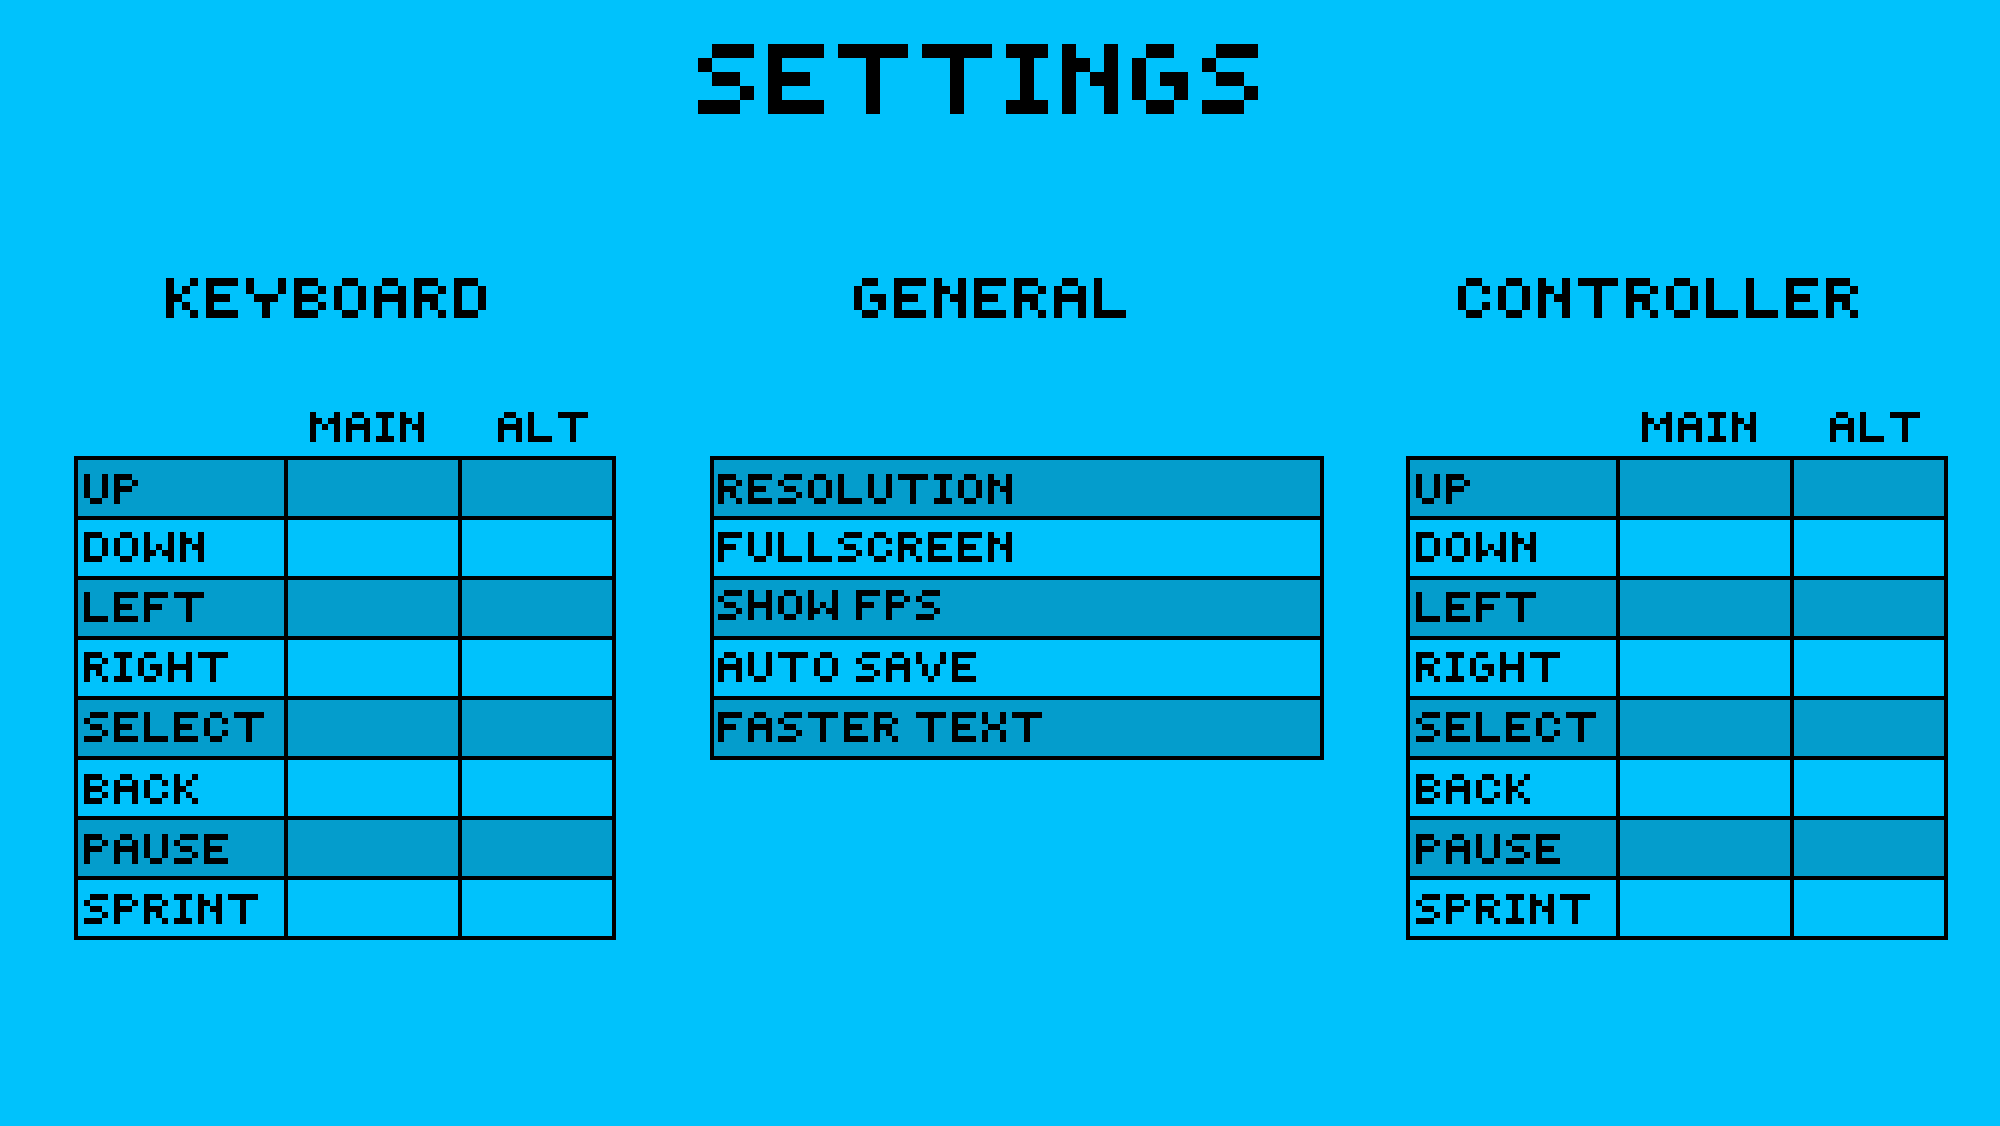 SETTINGS
KEYBOARD
MAIN ALT
UP
DOWN
LEFT
RIGHT
SELECT
BACK
PAUSE
SPRINT
GENERAL
RESOLUTION
FULLSCREEN
SHOW FPS
AUTO SAVE
FASTER TEXT
CONTROLLER
MAIN ALT
UP
DOWN
LEFT
RIGHT
SELECT
BACK
PAUSE
SPRINT